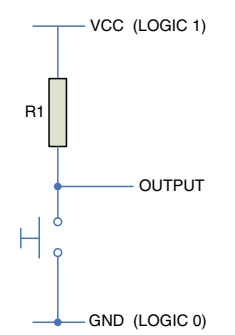 VCC (LOGIC 1)
R1
OUTPUT
GND (LOGIC 0)